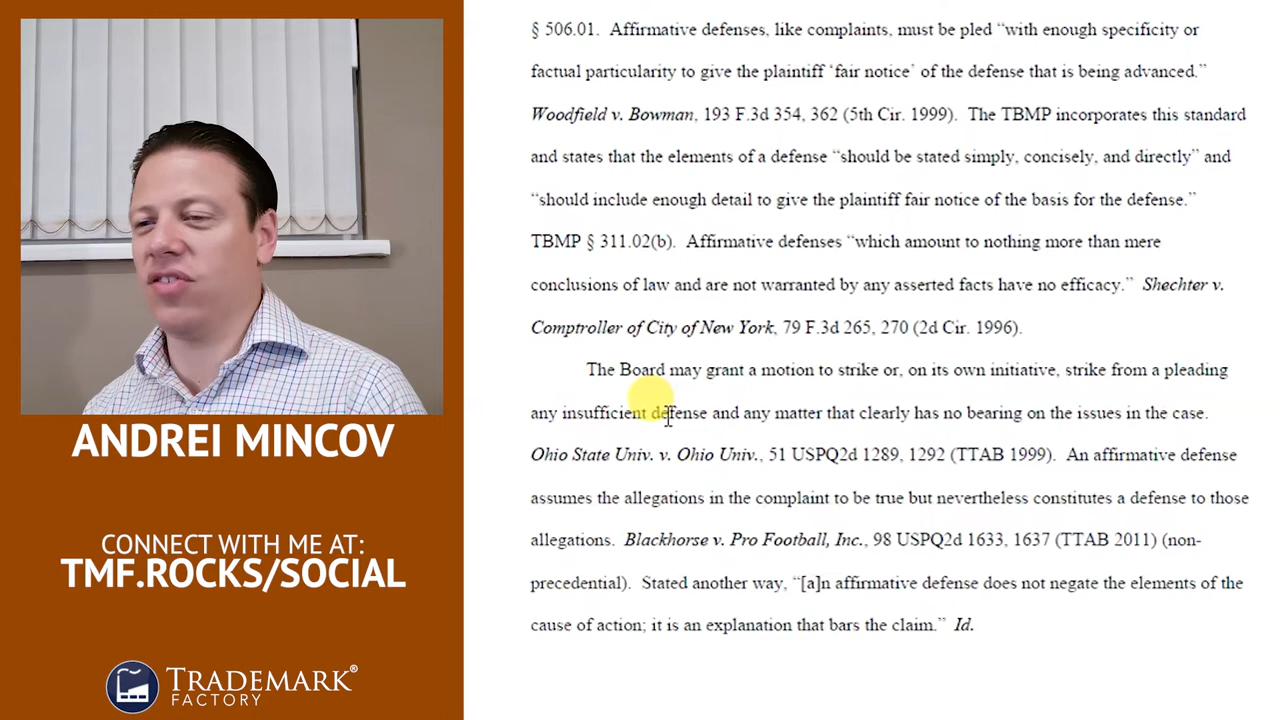 § 506.01. Affirmative defenses, like complaints, must be pled “with enough specificity or
factual particularity to give the plaintiff ‘fair notice’ of the defense that is being advanced.”
Woodfield v. Bowman, 193 F.3d 354, 362 (5th Cir. 1999). The TBMP incorporates this standard
and states that the elements of a defense “should be stated simply, concisely, and directly” and
“should include enough detail to give the plaintiff fair notice of the basis for the defense.”
TBMP § 311.02(b). Affirmative defenses “which amount to nothing more than mere
conclusions of law and are not warranted by any asserted facts have no efficacy.” Shechter v.
Comptroller of City of New York, 79 F.3d 265, 270 (2d Cir. 1996).
The Board may grant a motion to strike or, on its own initiative, strike from a pleading
any insufficient defense and any matter that clearly has no bearing on the issues in the case.
Ohio State Univ. v. Ohio Univ., 51 USPQ2d 1289, 1292 (TTAB 1999). An affirmative defense
assumes the allegations in the complaint to be true but nevertheless constitutes a defense to those
allegations. Blackhorse v. Pro Football, Inc., 98 USPQ2d 1633, 1637 (TTAB 2011) (non-
precedential). Stated another way, “[a]n affirmative defense does not negate the elements of the
cause of action; it is an explanation that bars the claim.” Id.
ANDREI MINCOV
CONNECT WITH ME AT:
TMF.ROCKS/SOCIAL
TRADEMARK®
FACTORY